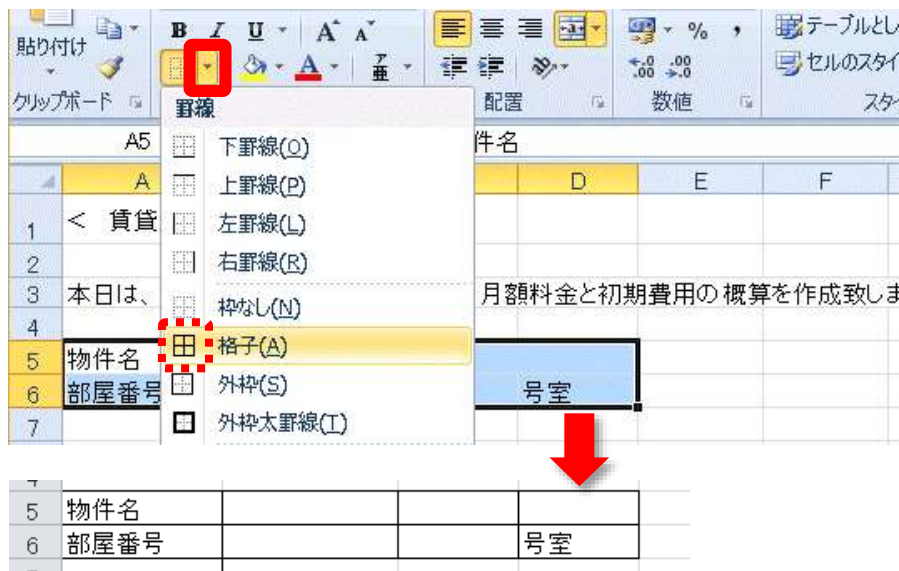 貼り付け
B I U A A
A 亜
% ,
.0 .00
.00 .0
テーブルとし
セルのスタイ
クリップボード 配置 数値 スタ
罫線
下罫線(O)
上罫線(P)
左罫線(L)
右罫線(R)
枠なし(N)
格子(A)
外枠(S)
外枠太罫線(T)
A5 件名
A D E F
1 < 賃貸
2
3 本日は、 月額料金と初期費用の概算を作成致しま
4
5 物件名
6 部屋番号 号室
7
5 物件名
6 部屋番号 号室